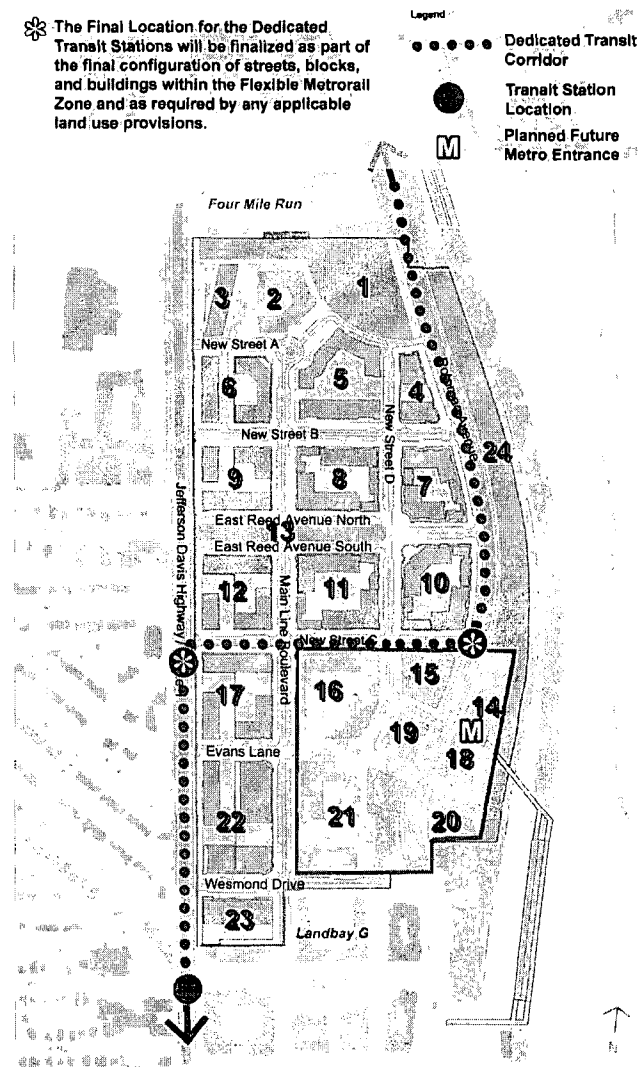 The Final Location for the Dedicated
Transit Stations will be finalized as part of
the final configuration of streets, blocks,
and buildings within the Flexible Metrorail
Zone and as required by any applicable
land use provisions.
Legend
Dedicated Transit
Corridor
Transit Station
Location
M
Planned Future
Metro Entrance
Four Mile Run
1
2
3
New Street A
4
5
6
New Street B
New Street D
24
7
8
9
East Reed Avenue North
13
East Reed Avenue South
Jefferson Davis Highway
Main Line Boulevard
10
11
12
New Street C
15
16
17
14
19
M
18
Evans Lane
20
21
22
Wesmond Drive
23
Landbay G